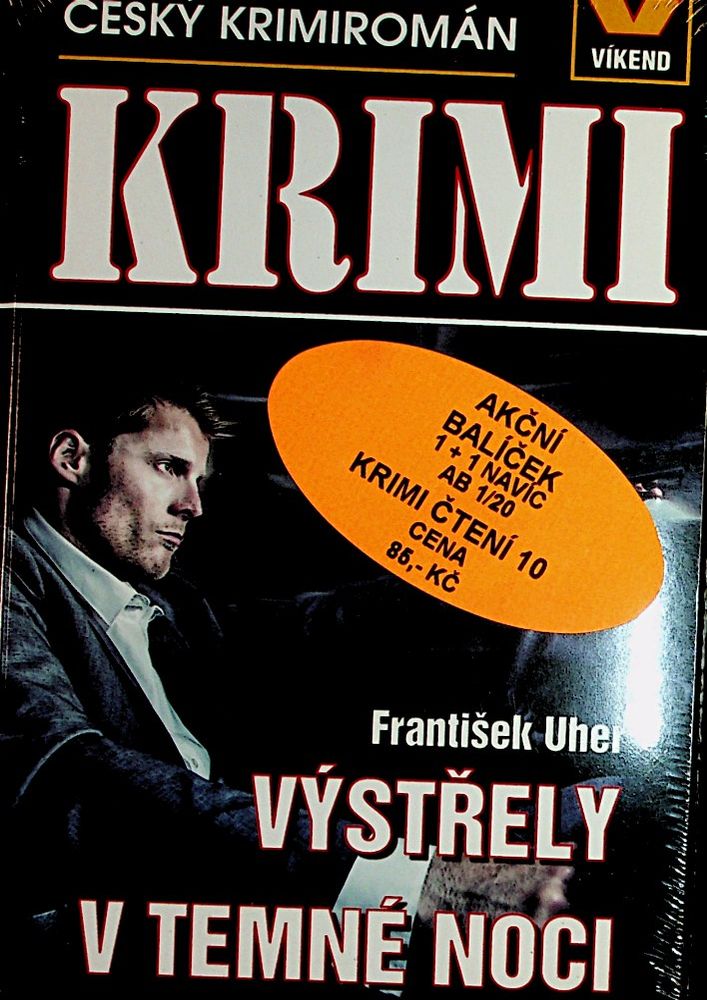 ČESKÝ KRIMIROMÁN
V
VÍKEND
KRIMI
AKČNÍ
BALÍČEK
1 + 1 NAVÍC
AB 1/20
KRIMI ČTENÍ 10
CENA
85,- KČ
František Uher
VÝSTŘELY
V TEMNÉ NOCI